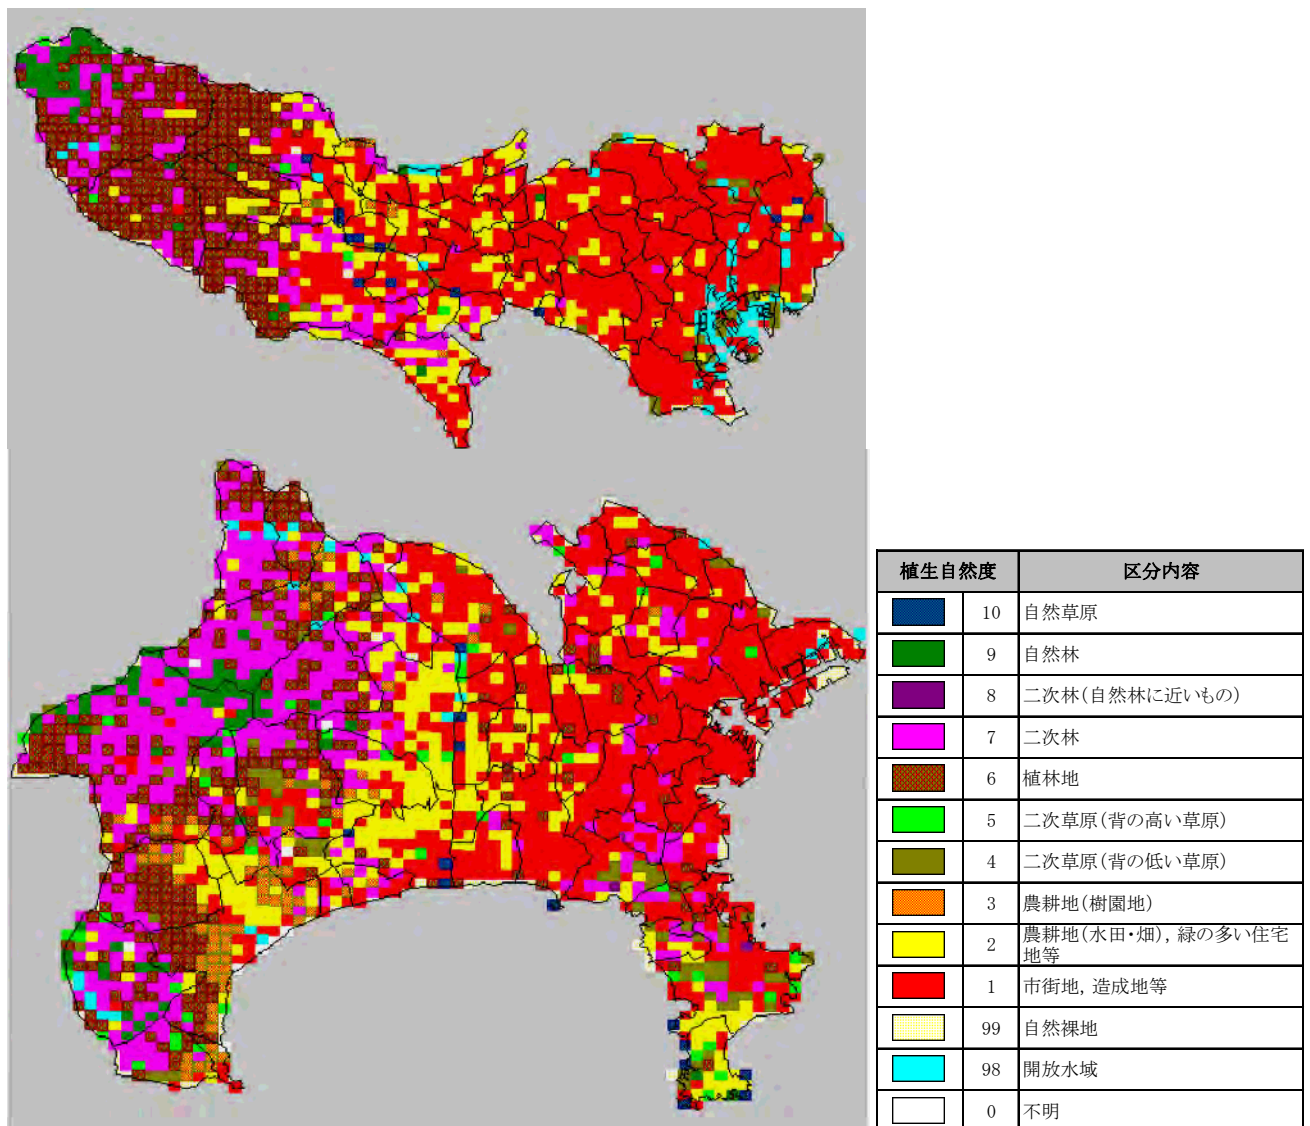 植生自然度 区分内容
10 自然草原
9 自然林
8 二次林(自然林に近いもの)
7 二次林
6 植林地
5 二次草原(背の高い草原)
4 二次草原(背の低い草原)
3 農耕地(樹園地)
2 農耕地(水田・畑), 緑の多い住宅
地等
1 市街地, 造成地等
99 自然裸地
98 開放水域
0 不明